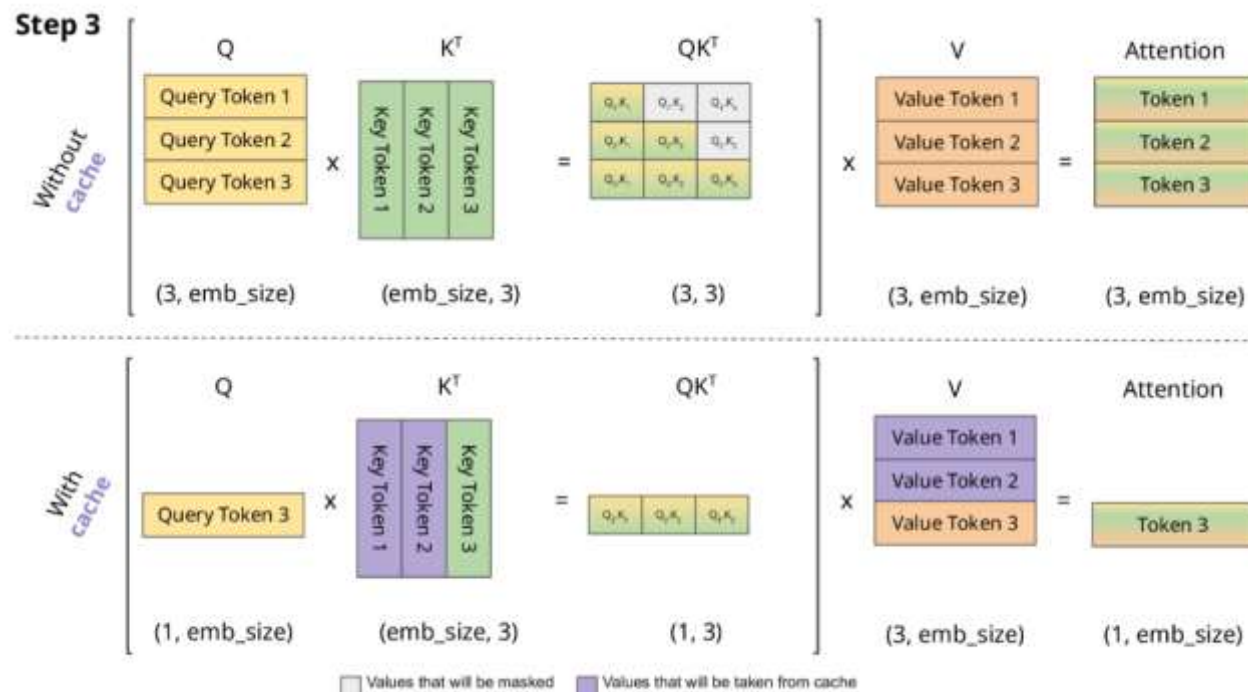 Step 3
Q
K^T
QK^T
V
Attention
Without
cache
Query Token 1
Query Token 2
Query Token 3
x
Key Token 1
Key Token 2
Key Token 3
=
x
Value Token 1
Value Token 2
Value Token 3
=
Token 1
Token 2
Token 3
(3, emb_size)
(emb_size, 3)
(3, 3)
(3, emb_size)
(3, emb_size)
Q
K^T
QK^T
V
Attention
With
cache
Query Token 3
x
Key Token 1
Key Token 2
Key Token 3
=
x
Value Token 1
Value Token 2
Value Token 3
=
Token 3
(1, emb_size)
(emb_size, 3)
(1, 3)
(3, emb_size)
(1, emb_size)
Values that will be masked
Values that will be taken from cache